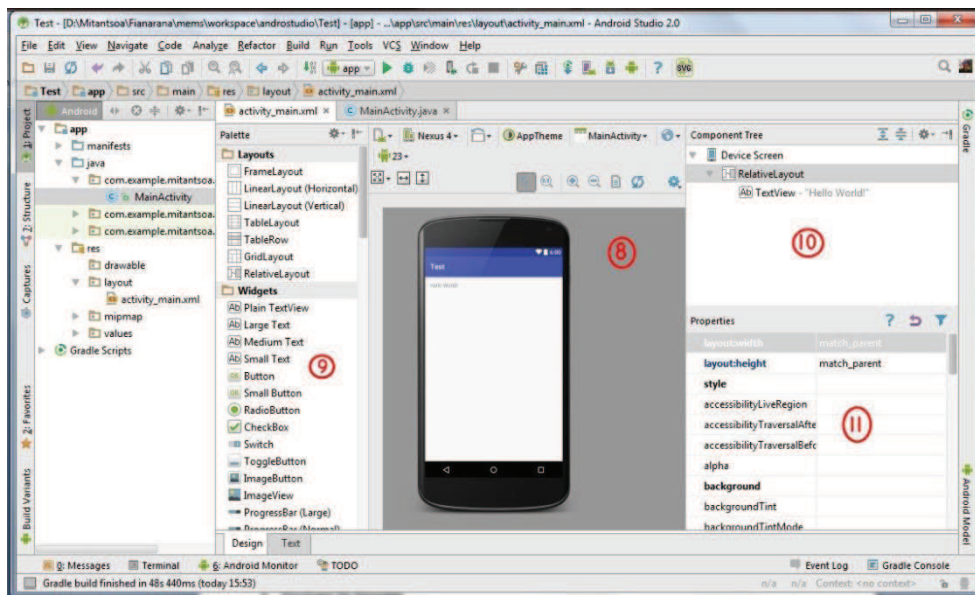 Test - [D:\Mitantsoa\Fianarana\mems\workspace\androstudio\Test] - [app] - ...\app\src\main\res\layout\activity_main.xml - Android Studio 2.0
File Edit View Navigate Code Analyze Refactor Build Run Tools VCS Window Help
app
Test app src main res layout activity_main.xml
1: Project
Z: Structure
Captures
2: Favorites
Build Variants
Android
app
manifests
java
com.example.mitantsoa.
MainActivity
com.example.mitantsoa.
com.example.mitantsoa.
res
drawable
layout
activity_main.xml
mipmap
values
Gradle Scripts
activity_main.xml MainActivity.java
Palette
Layouts
FrameLayout
LinearLayout (Horizontal)
LinearLayout (Vertical)
TableLayout
TableRow
GridLayout
RelativeLayout
Widgets
Plain TextView
Large Text
Medium Text
Small Text
Button
Small Button
RadioButton
CheckBox
Switch
ToggleButton
ImageButton
ImageView
ProgressBar (Large)
ProgressBar (Normal)
9
Nexus 4 AppTheme MainActivity
23
8
6:00
Test
Hello World!
Design Text
Component Tree
Device Screen
RelativeLayout
Ab TextView - "Hello World!"
10
Properties
layout:width match_parent
layout:height match_parent
style
accessibilityLiveRegion
accessibilityTraversalAfte
accessibilityTraversalBefo
alpha
background
backgroundTint
backgroundTintMode
11
Gradle
Android Model
0: Messages Terminal 6: Android Monitor TODO
Event Log Gradle Console
Gradle build finished in 48s 440ms (today 15:53)
n/a n/a Context: <no context>